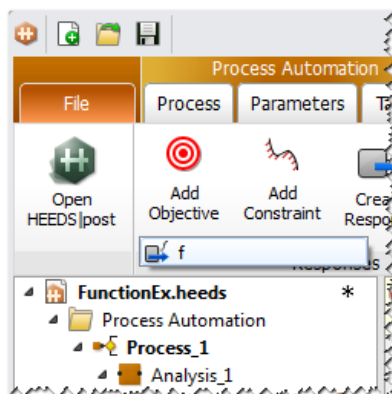 Process Automation
File Process Parameters
Open HEEDS|post
Add Objective
Add Constraint
f
FunctionEx.heeds *
Process Automation
Process_1
Analysis_1